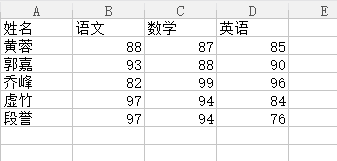 A B C D E
姓名 语文 数学 英语
黄蓉 88 87 85
郭嘉 93 88 90
乔峰 82 99 96
虚竹 97 94 84
段誉 97 94 76